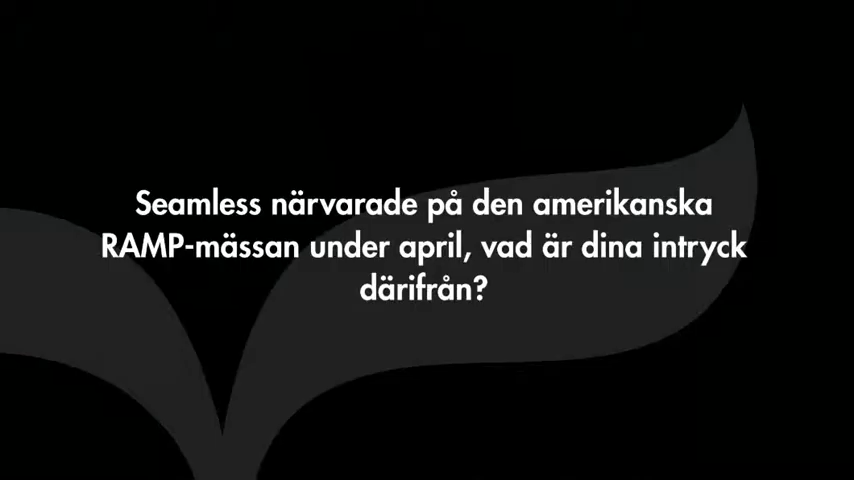 Seamless närvarade på den amerikanska
RAMP-mässan under april, vad är dina intryck
därifrån?